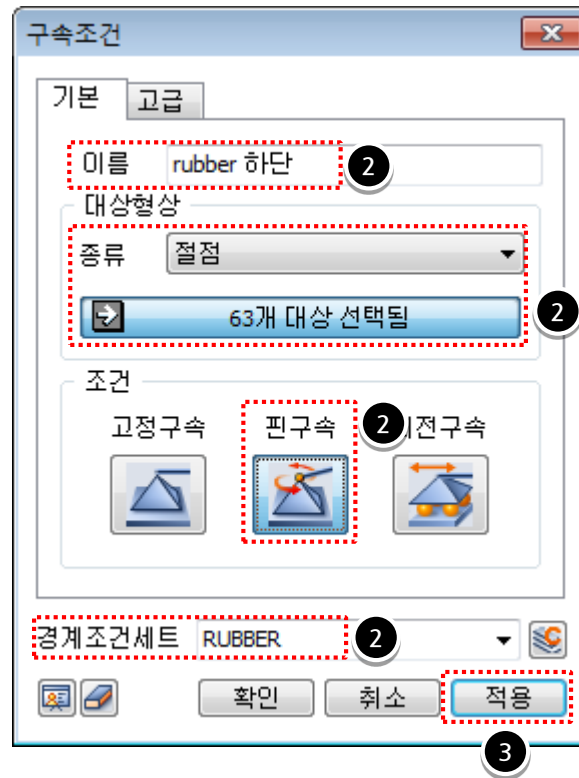 구속조건
기본 고급
이름 rubber 하단 2
대상형상
종류 절점
63개 대상 선택됨 2
조건
고정구속 핀구속 2 전구속
경계조건세트 RUBBER 2
확인 취소 적용
3